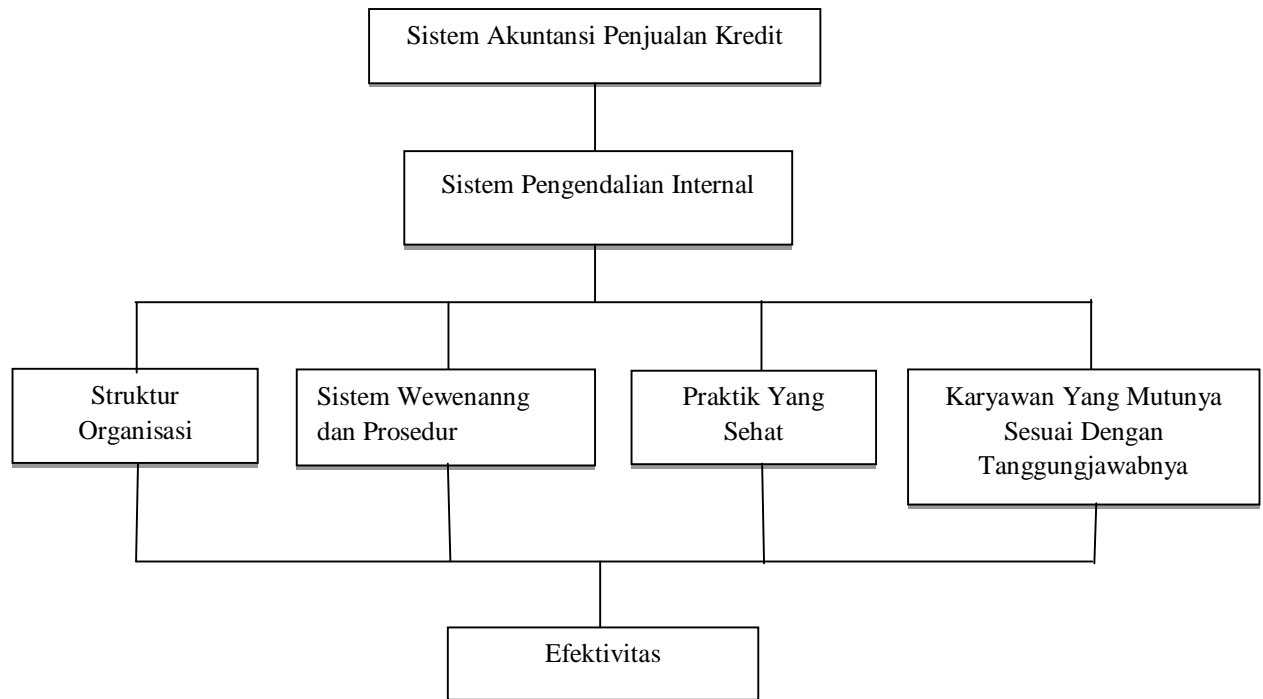 Sistem Akuntansi Penjualan Kredit
Sistem Pengendalian Internal
Struktur
Organisasi
Sistem Wewenanng
dan Prosedur
Praktik Yang
Sehat
Karyawan Yang Mutunya
Sesuai Dengan
Tanggungjawabnya
Efektivitas